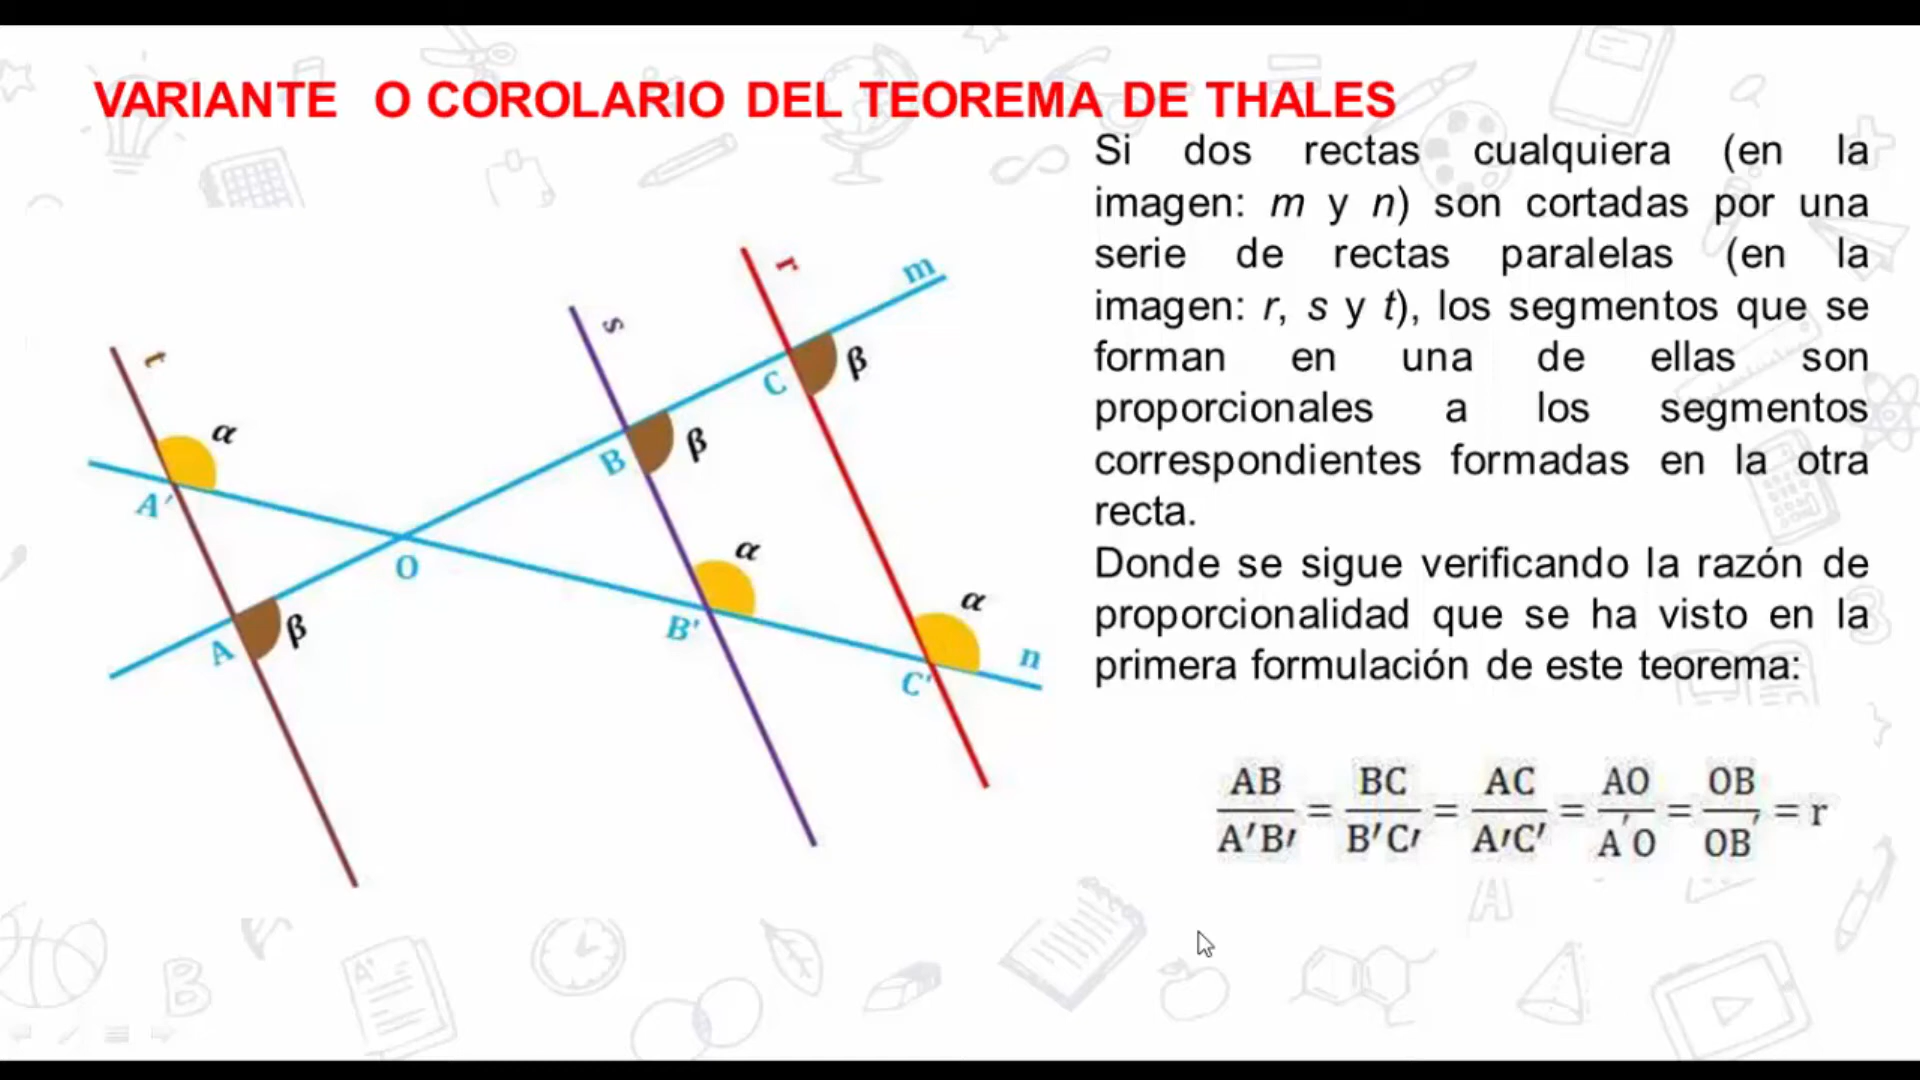 VARIANTE O COROLARIO DEL TEOREMA DE THALES
Si dos rectas cualquiera (en la
imagen: m y n) son cortadas por una
serie de rectas paralelas (en la
imagen: r, s y t), los segmentos que se
forman en una de ellas son
proporcionales a los segmentos
correspondientes formadas en la otra
recta.
Donde se sigue verificando la razón de
proporcionalidad que se ha visto en la
primera formulación de este teorema:
AB/A′B′ = BC/B′C′ = AC/A′C′ = AO/A′O = OB/OB′ = r
r
m
s
t
C
β
α
B
β
A′
α
O
A
β
B'
α
n
C'